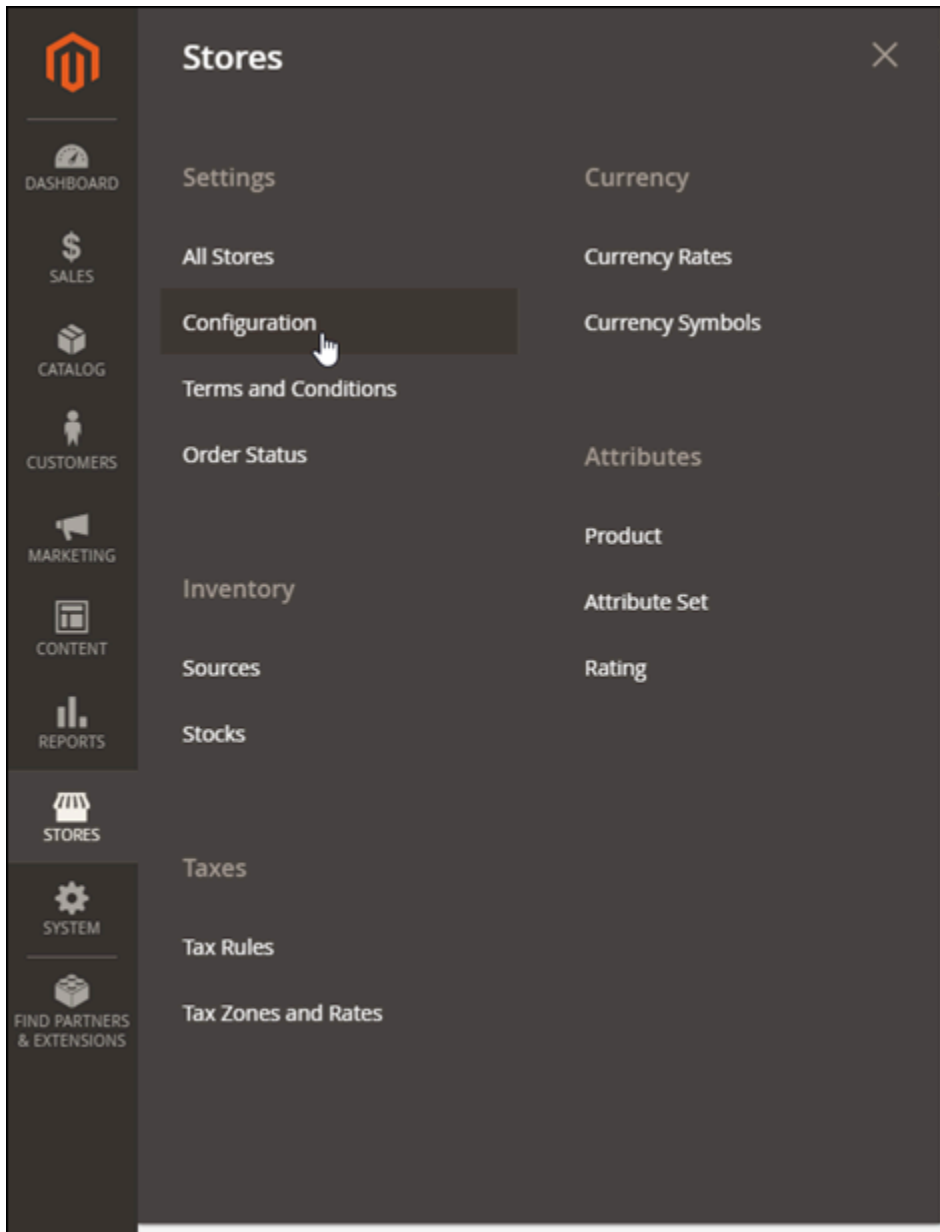 Stores
DASHBOARD
SALES
CATALOG
CUSTOMERS
MARKETING
CONTENT
REPORTS
STORES
SYSTEM
FIND PARTNERS
& EXTENSIONS
Settings
All Stores
Configuration
Terms and Conditions
Order Status
Inventory
Sources
Stocks
Taxes
Tax Rules
Tax Zones and Rates
Currency
Currency Rates
Currency Symbols
Attributes
Product
Attribute Set
Rating